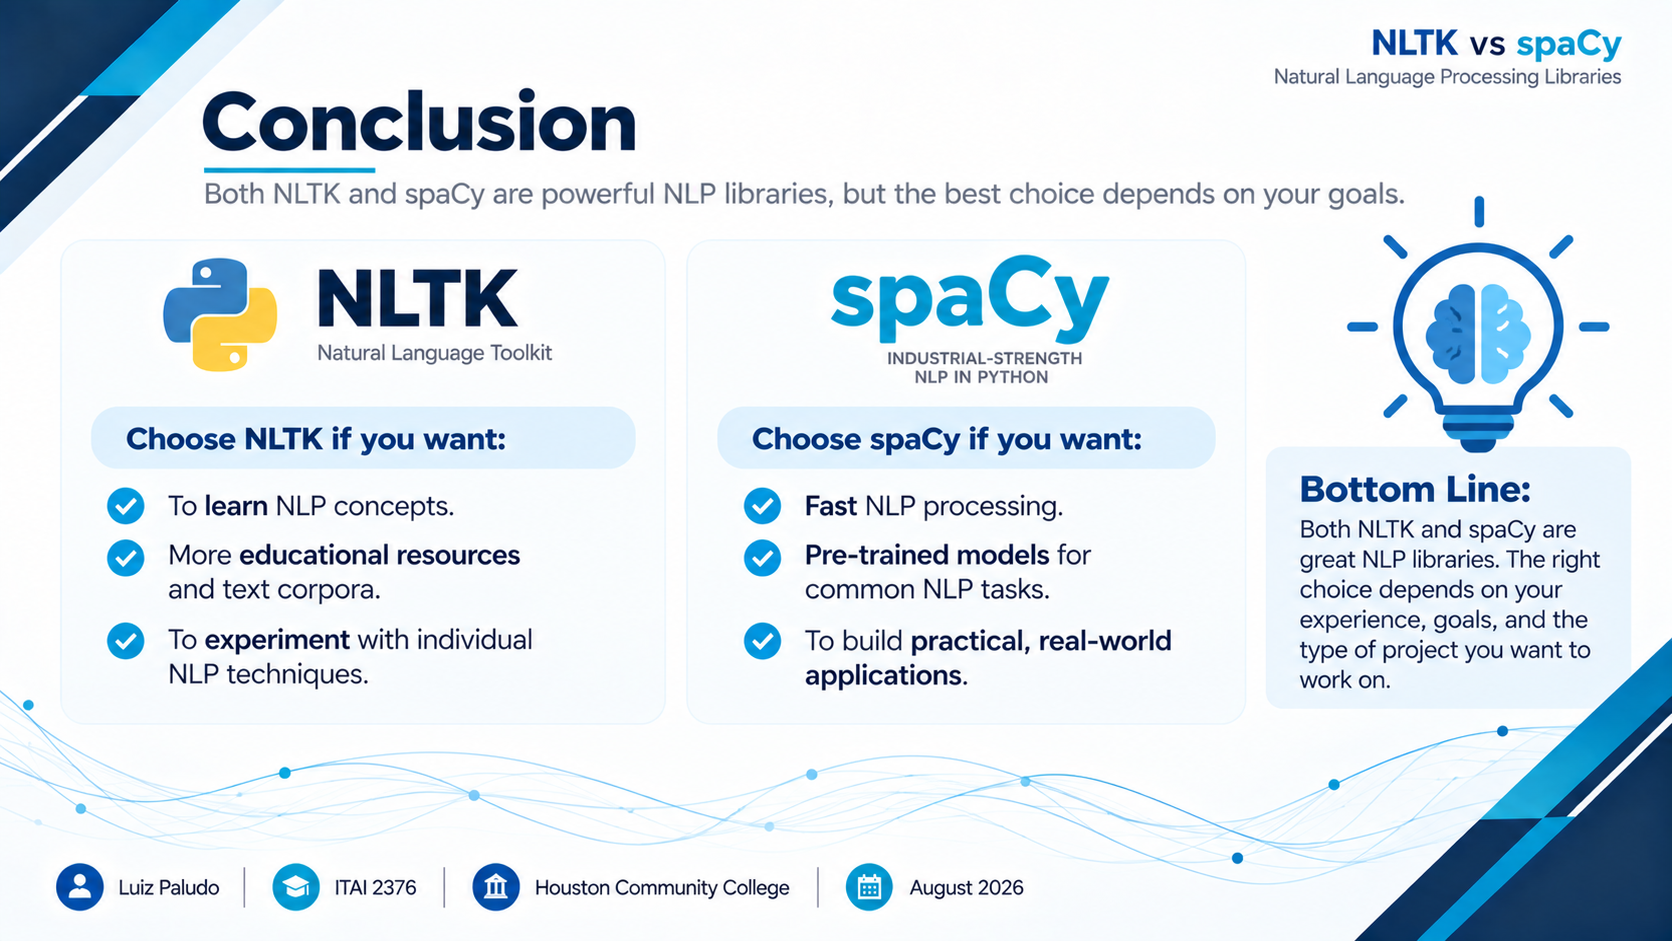 NLTK vs spaCy
Natural Language Processing Libraries
Conclusion
Both NLTK and spaCy are powerful NLP libraries, but the best choice depends on your goals.
NLTK
Natural Language Toolkit
Choose NLTK if you want:
To learn NLP concepts.
More educational resources
and text corpora.
To experiment with individual
NLP techniques.
spaCy
INDUSTRIAL-STRENGTH
NLP IN PYTHON
Choose spaCy if you want:
Fast NLP processing.
Pre-trained models for
common NLP tasks.
To build practical, real-world
applications.
Bottom Line:
Both NLTK and spaCy are
great NLP libraries. The right
choice depends on your
experience, goals, and the
type of project you want to
work on.
Luiz Paludo
ITAI 2376
Houston Community College
August 2026